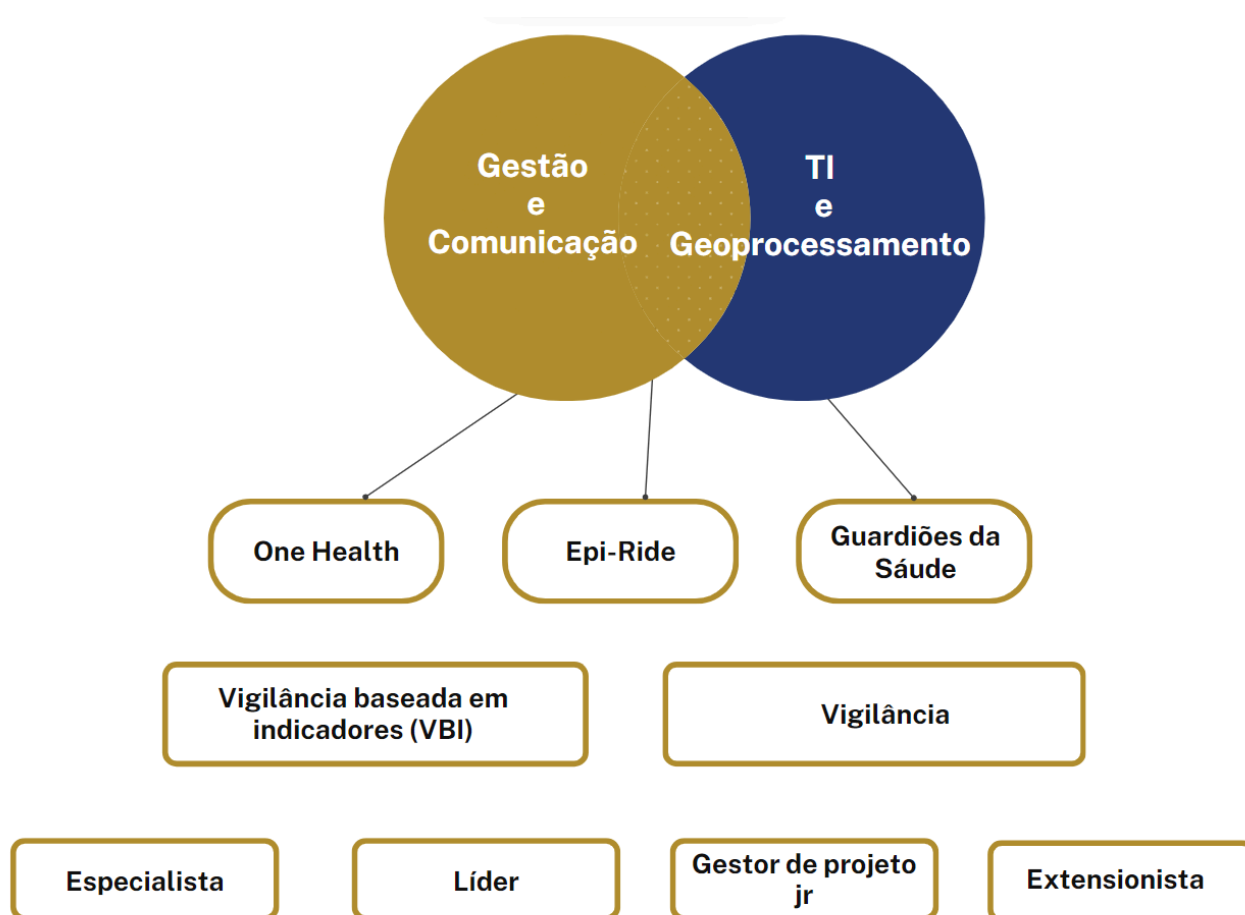 Gestão
e
Comunicação
TI
e
Geoprocessamento
One Health
Epi-Ride
Guardiões da
Sáude
Vigilância baseada em
indicadores (VBI)
Vigilância
Especialista
Líder
Gestor de projeto
jr
Extensionista